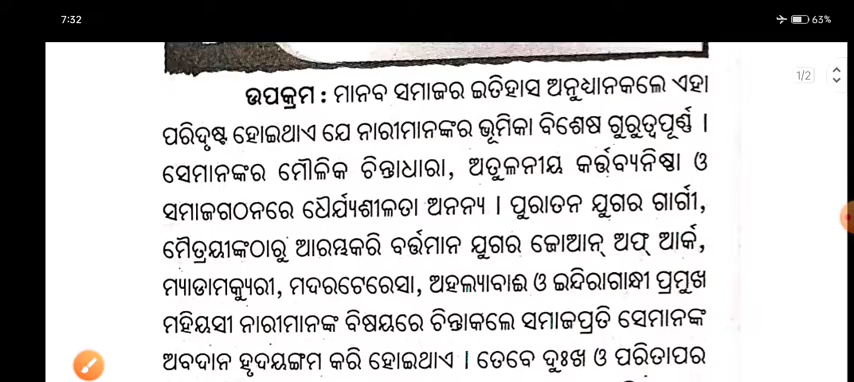 7:32
63%
1/2
ଉପକ୍ରମ : ମାନବ ସମାଜର ଇତିହାସ ଅନୁଧ୍ୟାନକଲେ ଏହା
ପରିଦୃଷ୍ଟ ହୋଇଥାଏ ଯେ ନାରୀମାନଙ୍କର ଭୂମିକା ବିଶେଷ ଗୁରୁତ୍ୱପୂର୍ଣ୍ଣ ।
ସେମାନଙ୍କର ମୌଳିକ ଚିନ୍ତାଧାରା, ଅତୁଳନୀୟ କର୍ତ୍ତବ୍ୟନିଷ୍ଠା ଓ
ସମାଜଗଠନରେ ଧୈର୍ଯ୍ୟଶୀଳତା ଅନନ୍ୟ । ପୁରାତନ ଯୁଗର ଗାର୍ଗୀ,
ମୈତ୍ରୟୀଙ୍କଠାରୁ ଆରମ୍ଭକରି ବର୍ତ୍ତମାନ ଯୁଗର ଜୋଆନ୍ ଅଫ୍ ଆର୍କ,
ମ୍ୟାଡାମକ୍ୟୁରୀ, ମଦରଟେରେସା, ଅହଲ୍ୟାବାଈ ଓ ଇନ୍ଦିରାଗାନ୍ଧୀ ପ୍ରମୁଖ
ମହିୟସୀ ନାରୀମାନଙ୍କ ବିଷୟରେ ଚିନ୍ତାକଲେ ସମାଜପ୍ରତି ସେମାନଙ୍କ
ଅବଦାନ ହୃଦୟଙ୍ଗମ କରି ହୋଇଥାଏ । ତେବେ ଦୁଃଖ ଓ ପରିତାପର